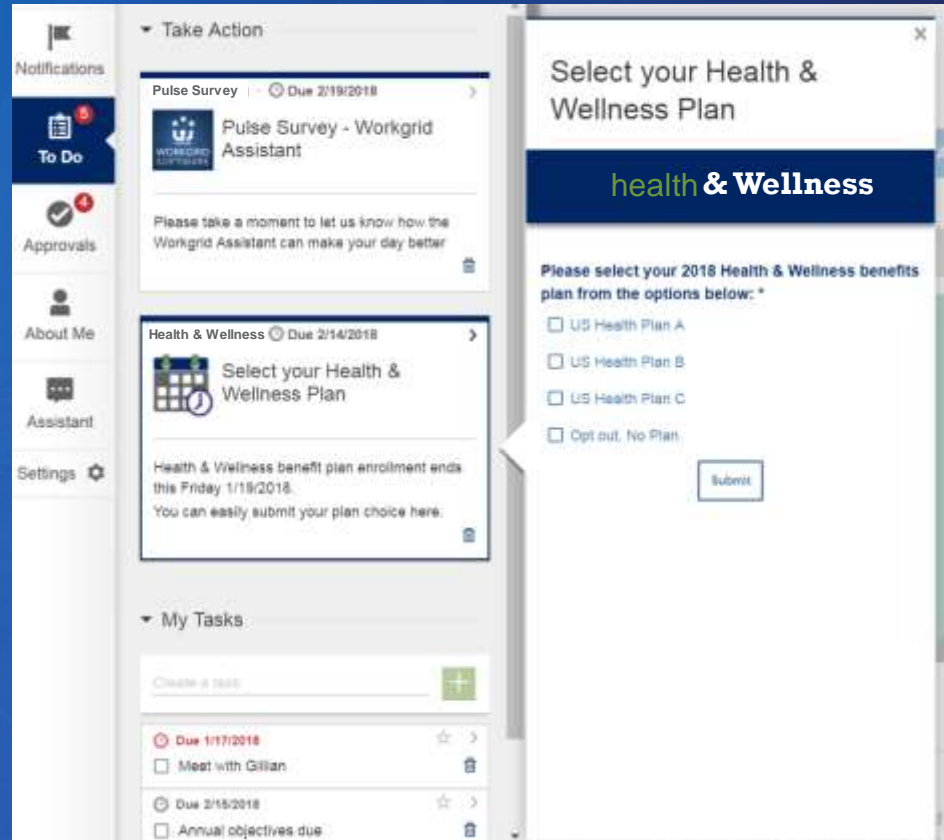 Notifications
5
To Do
4
Approvals
About Me
Assistant
Settings
Take Action
Pulse Survey Due 2/19/2018
WORKGRID
SOFTWARE
Pulse Survey - Workgrid
Assistant
Please take a moment to let us know how the
Workgrid Assistant can make your day better
Health & Wellness Due 2/14/2018
Select your Health &
Wellness Plan
Health & Wellness benefit plan enrollment ends
this Friday 1/19/2018.
You can easily submit your plan choice here.
My Tasks
Create a task
Due 1/17/2018
Meet with Gillian
Due 2/15/2018
Annual objectives due
Select your Health &
Wellness Plan
health & Wellness
Please select your 2018 Health & Wellness benefits
plan from the options below: *
US Health Plan A
US Health Plan B
US Health Plan C
Opt out, No Plan
Submit